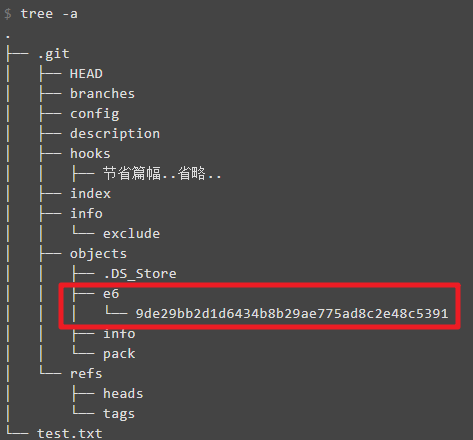 $ tree -a
.
├── .git
│   ├── HEAD
│   ├── branches
│   ├── config
│   ├── description
│   ├── hooks
│   │   ├── 节省篇幅..省略..
│   ├── index
│   ├── info
│   │   └── exclude
│   ├── objects
│   │   ├── .DS_Store
│   │   ├── e6
│   │   │   └── 9de29bb2d1d6434b8b29ae775ad8c2e48c5391
│   │   ├── info
│   │   └── pack
│   └── refs
│       ├── heads
│       └── tags
└── test.txt